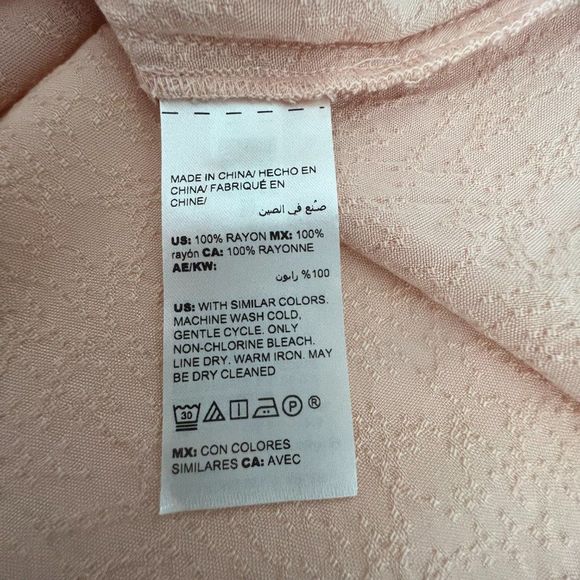 MADE IN CHINA/ HECHO EN
CHINA/ FABRIQUÉ EN
CHINE/
صنع في الصين
US: 100% RAYON MX: 100%
rayón CA: 100% RAYONNE
AE/KW:
100% رايون
US: WITH SIMILAR COLORS.
MACHINE WASH COLD,
GENTLE CYCLE. ONLY
NON-CHLORINE BLEACH.
LINE DRY. WARM IRON. MAY
BE DRY CLEANED
30 P ®
MX: CON COLORES
SIMILARES CA: AVEC